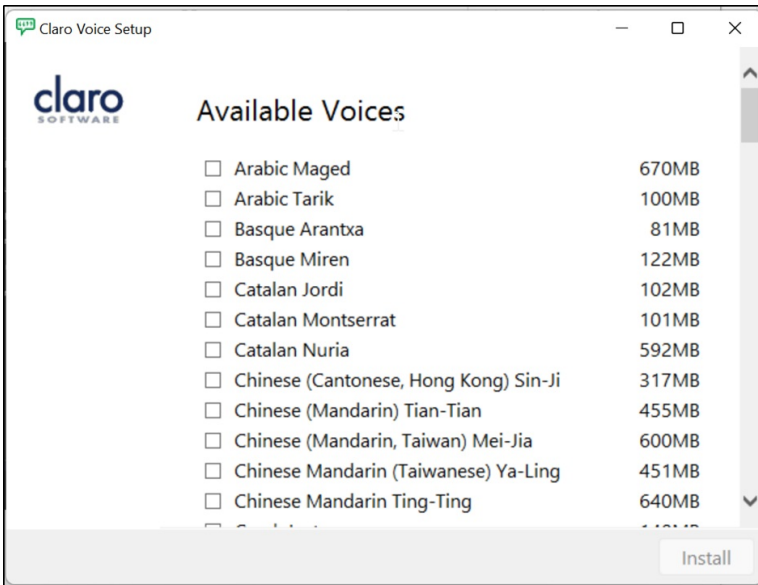 Claro Voice Setup
claro
SOFTWARE
Available Voices
Arabic Maged 670MB
Arabic Tarik 100MB
Basque Arantxa 81MB
Basque Miren 122MB
Catalan Jordi 102MB
Catalan Montserrat 101MB
Catalan Nuria 592MB
Chinese (Cantonese, Hong Kong) Sin-Ji 317MB
Chinese (Mandarin) Tian-Tian 455MB
Chinese (Mandarin, Taiwan) Mei-Jia 600MB
Chinese Mandarin (Taiwanese) Ya-Ling 451MB
Chinese Mandarin Ting-Ting 640MB
Install